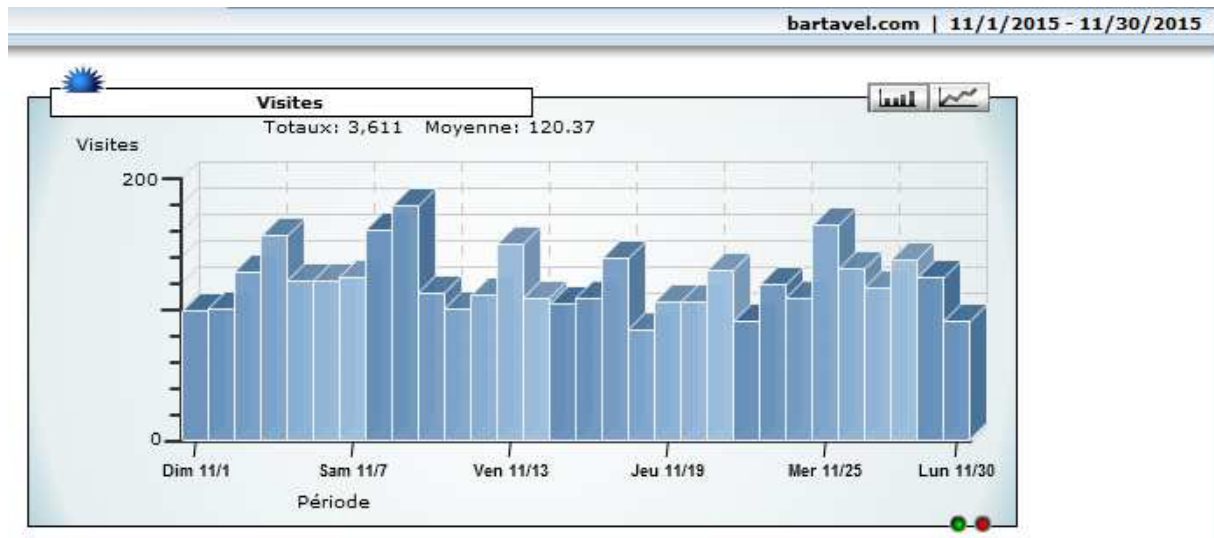 bartavel.com | 11/1/2015 - 11/30/2015
Visites
Totaux: 3,611 Moyenne: 120.37
Visites
200
0
Dim 11/1 Sam 11/7 Ven 11/13 Jeu 11/19 Mer 11/25 Lun 11/30
Période